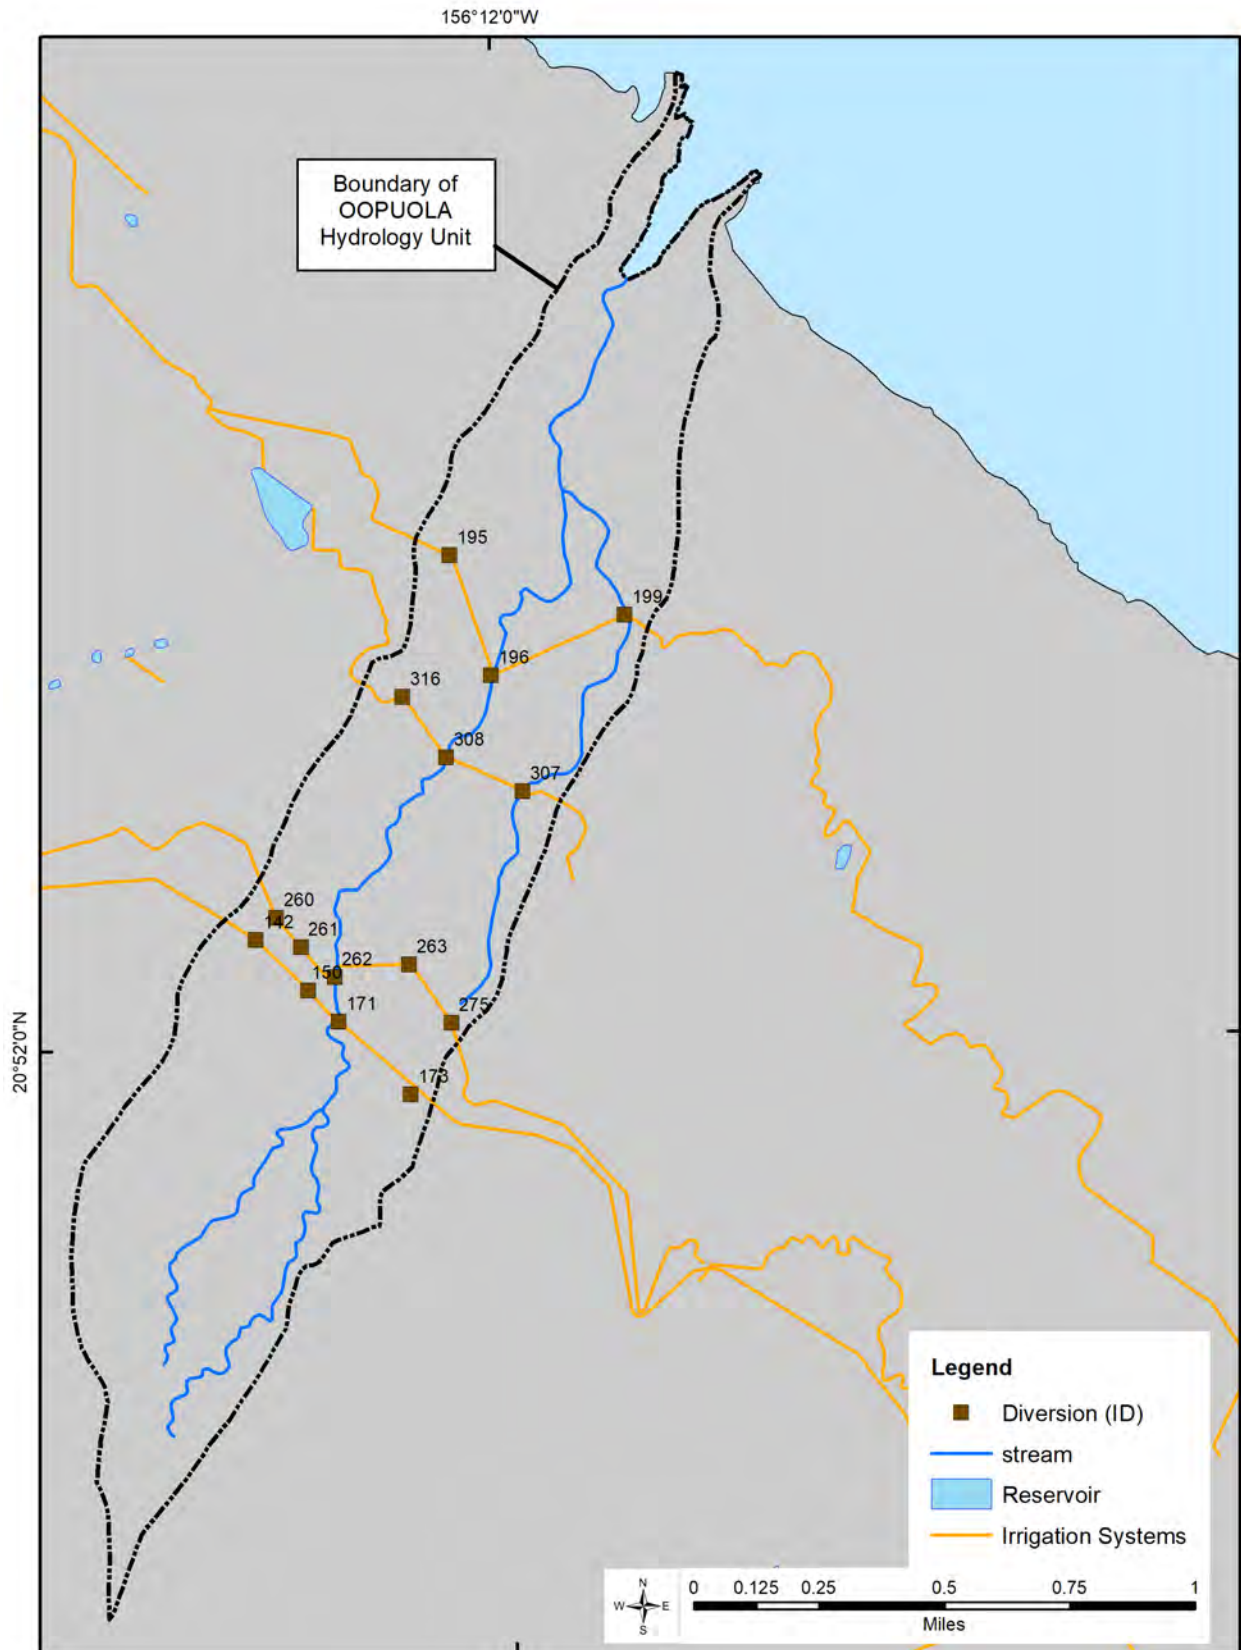 156°12'0"W
Boundary of
OOPUOLA
Hydrology Unit
195
199
196
316
308
307
260
142
261
263
262
150
275
171
173
20°52'0"N
Legend
Diversion (ID)
stream
Reservoir
Irrigation Systems
N
W E
S
0 0.125 0.25 0.5 0.75 1
Miles